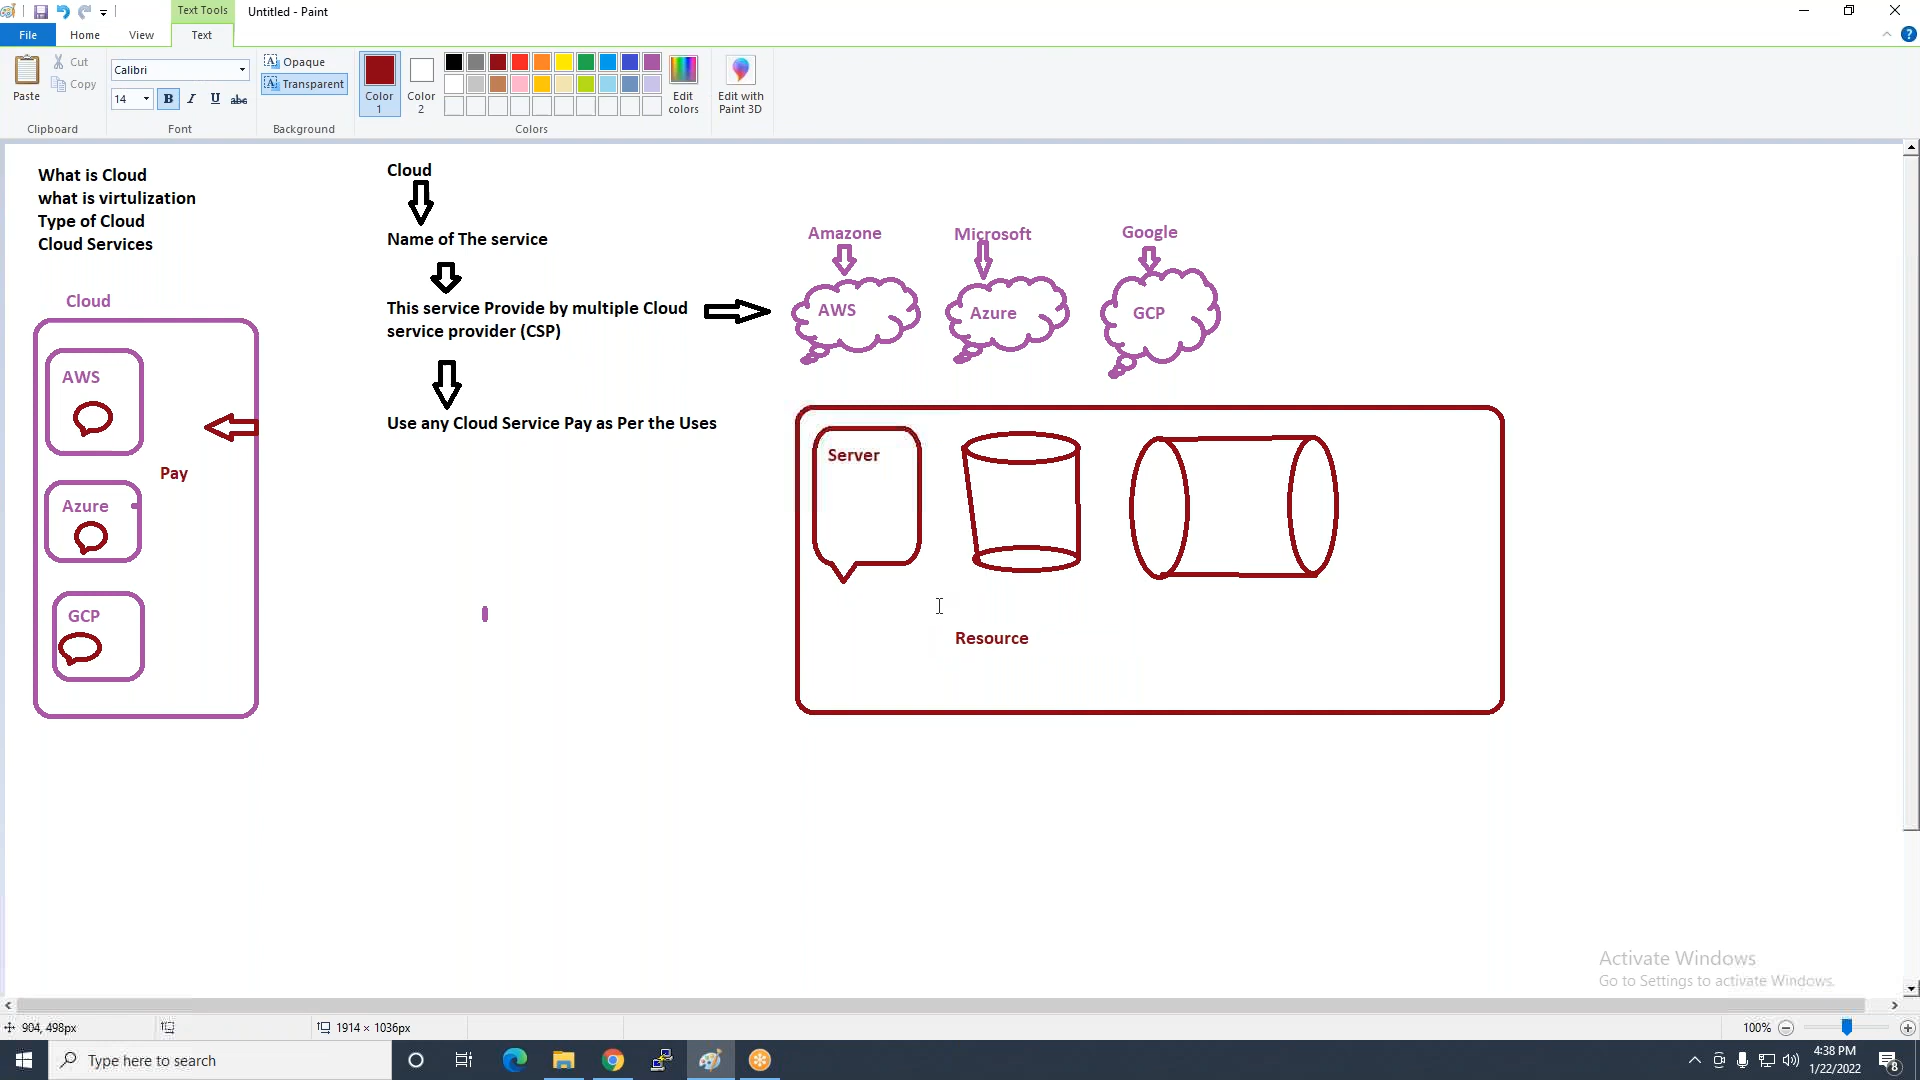 Text Tools
Untitled - Paint
File
Home
View
Text
Paste
Cut
Copy
Clipboard
Calibri
14
B I U abc
Font
Opaque
Transparent
Background
Color 1
Color 2
Colors
Edit colors
Edit with Paint 3D
What is Cloud
what is virtulization
Type of Cloud
Cloud Services
Cloud
AWS
Pay
Azure
GCP
Cloud
Name of The service
This service Provide by multiple Cloud
service provider (CSP)
Use any Cloud Service Pay as Per the Uses
Amazone
Microsoft
Google
AWS
Azure
GCP
Server
Resource
Activate Windows
Go to Settings to activate Windows.
904, 498px
1914 × 1036px
100%
Type here to search
4:38 PM
1/22/2022
8